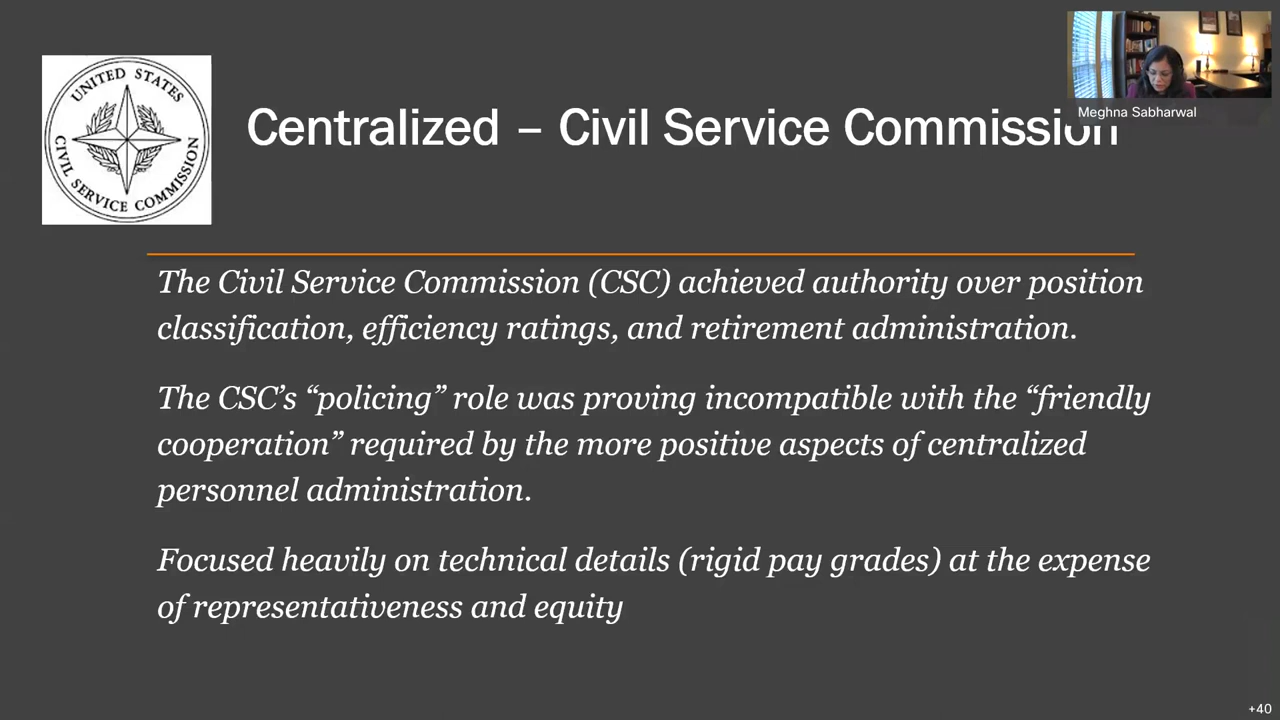 UNITED STATES
CIVIL SERVICE COMMISSION
Centralized – Civil Service Commission
Meghna Sabharwal
The Civil Service Commission (CSC) achieved authority over position
classification, efficiency ratings, and retirement administration.
The CSC’s “policing” role was proving incompatible with the “friendly
cooperation” required by the more positive aspects of centralized
personnel administration.
Focused heavily on technical details (rigid pay grades) at the expense
of representativeness and equity
+40